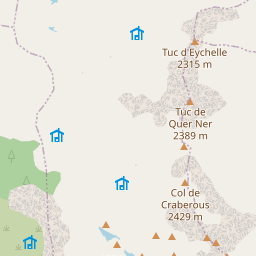 Tuc d'Eychelle
2315 m
Tuc de
Quer Ner
2389 m
Col de
Craberous
2429 m